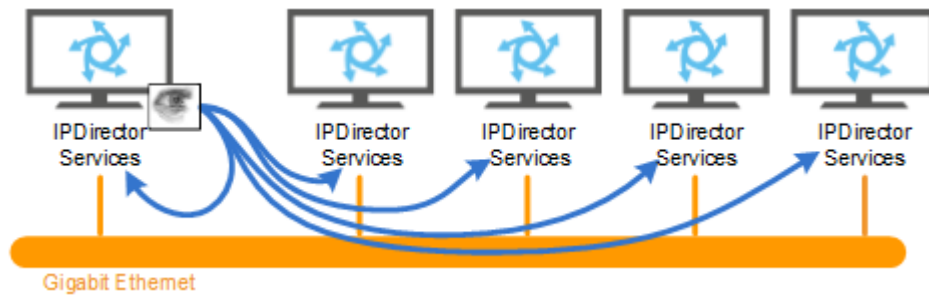 IPDirector
Services
IPDirector
Services
IPDirector
Services
IPDirector
Services
IPDirector
Services
Gigabit Ethernet